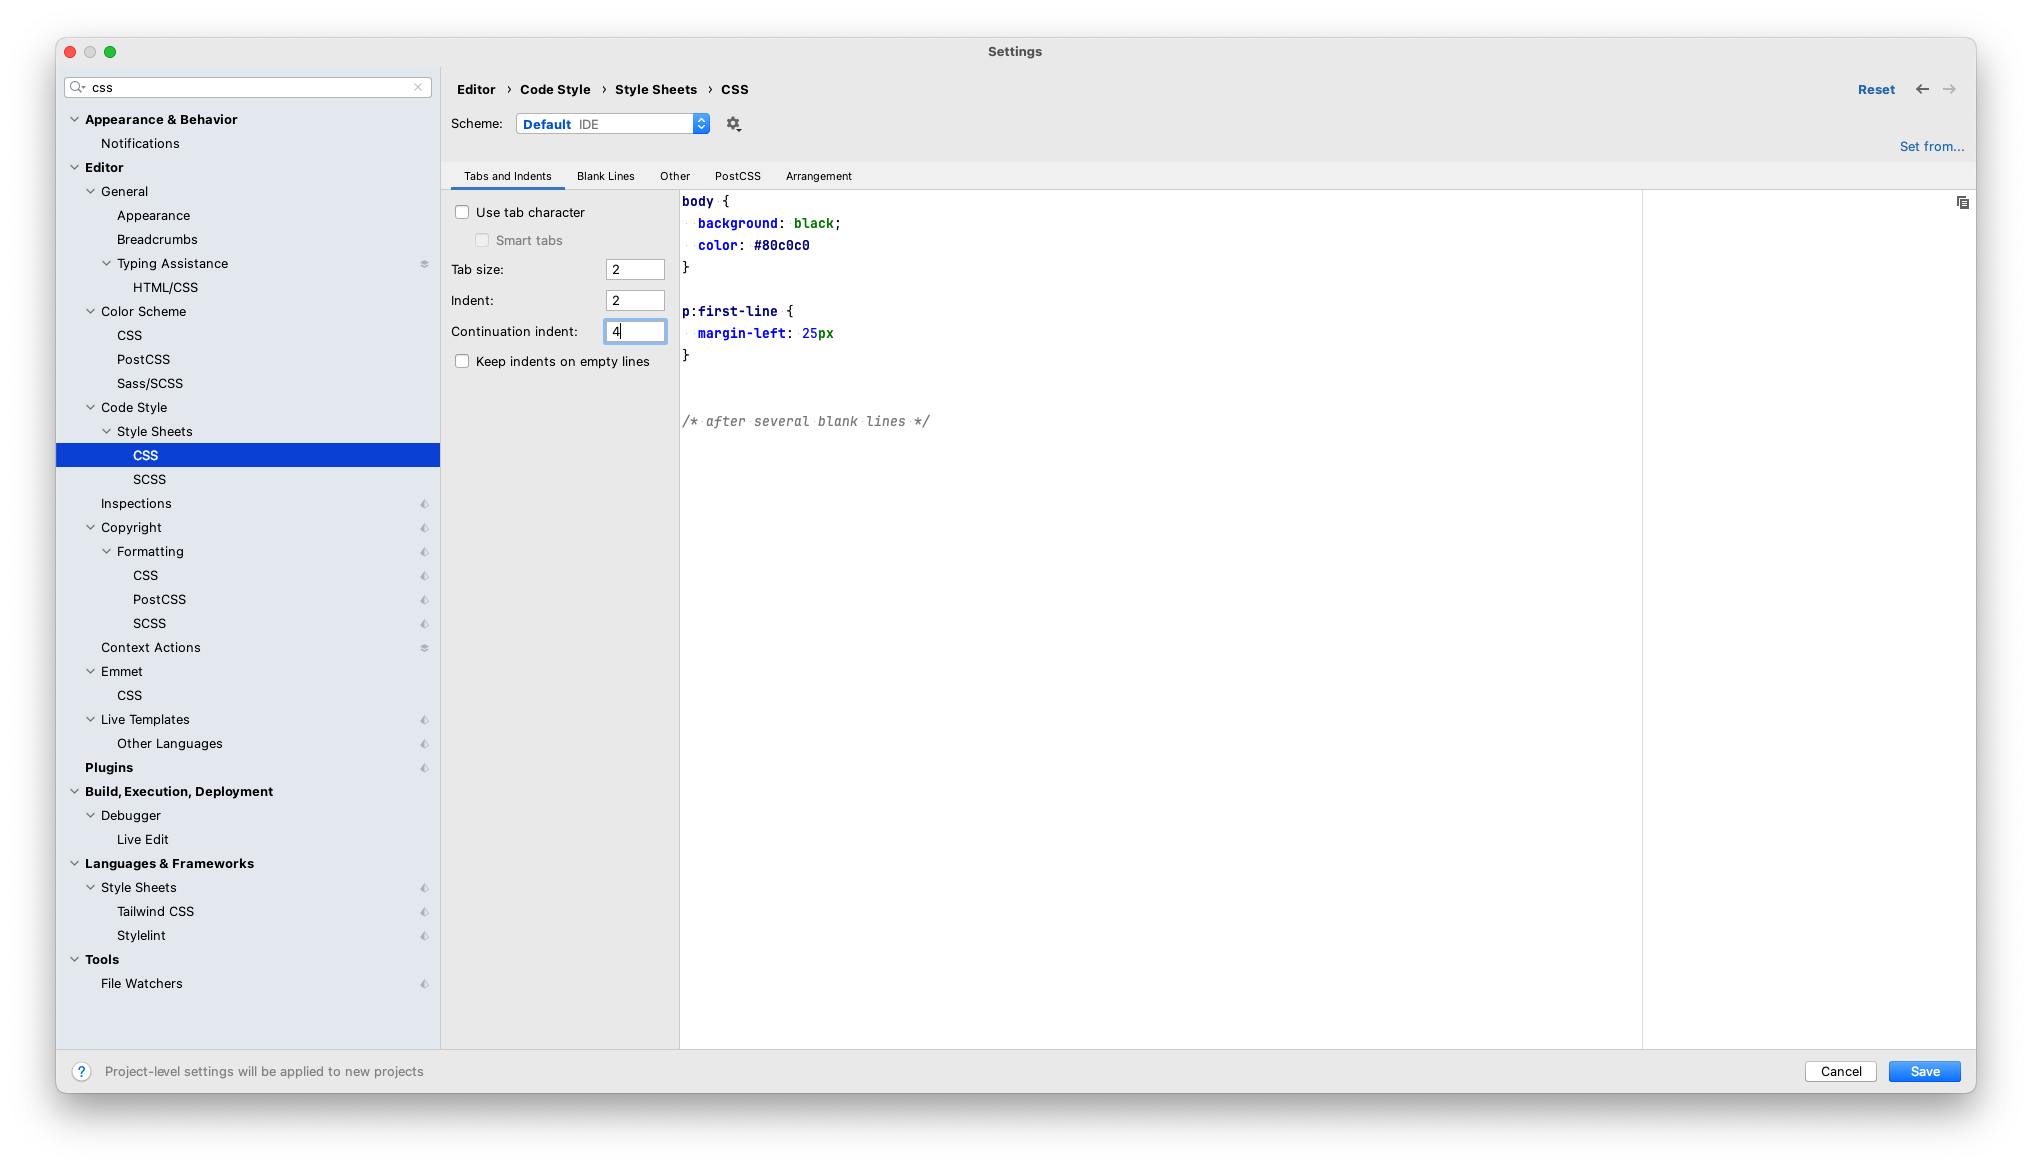 Settings
css
Appearance & Behavior
Notifications
Editor
General
Appearance
Breadcrumbs
Typing Assistance
HTML/CSS
Color Scheme
CSS
PostCSS
Sass/SCSS
Code Style
Style Sheets
CSS
SCSS
Inspections
Copyright
Formatting
CSS
PostCSS
SCSS
Context Actions
Emmet
CSS
Live Templates
Other Languages
Plugins
Build, Execution, Deployment
Debugger
Live Edit
Languages & Frameworks
Style Sheets
Tailwind CSS
Stylelint
Tools
File Watchers
Editor › Code Style › Style Sheets › CSS
Reset
Scheme: Default IDE
Set from...
Tabs and Indents Blank Lines Other PostCSS Arrangement
Use tab character
Smart tabs
Tab size: 2
Indent: 2
Continuation indent: 4
Keep indents on empty lines
body {
  background: black;
  color: #80c0c0
}
p:first-line {
  margin-left: 25px
}
/* after several blank lines */
? Project-level settings will be applied to new projects
Cancel Save